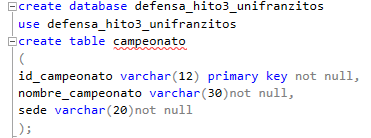 create database defensa_hito3_unifranzitos
use defensa_hito3_unifranzitos
create table campeonato
(
id_campeonato varchar(12) primary key not null,
nombre_campeonato varchar(30)not null,
sede varchar(20)not null
);